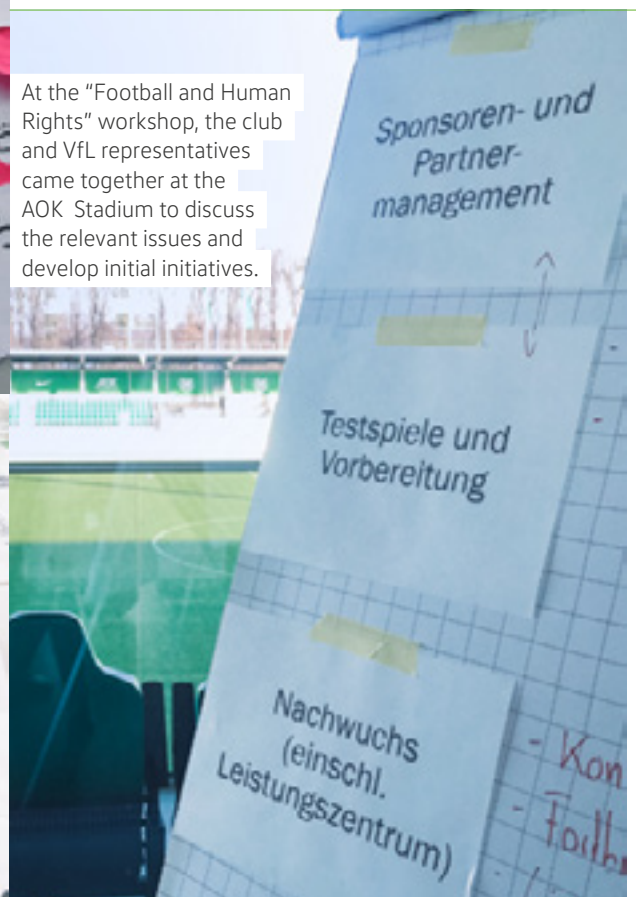 At the “Football and Human
Rights” workshop, the club
and VfL representatives
came together at the
AOK Stadium to discuss
the relevant issues and
develop initial initiatives.
Sponsoren- und
Partner-
management
Testspiele und
Vorbereitung
Nachwuchs
(einschl.
Leistungszentrum)
- Kon
-